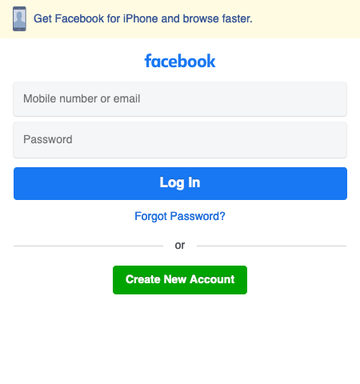 Get Facebook for iPhone and browse faster.
facebook
Mobile number or email
Password
Log In
Forgot Password?
or
Create New Account